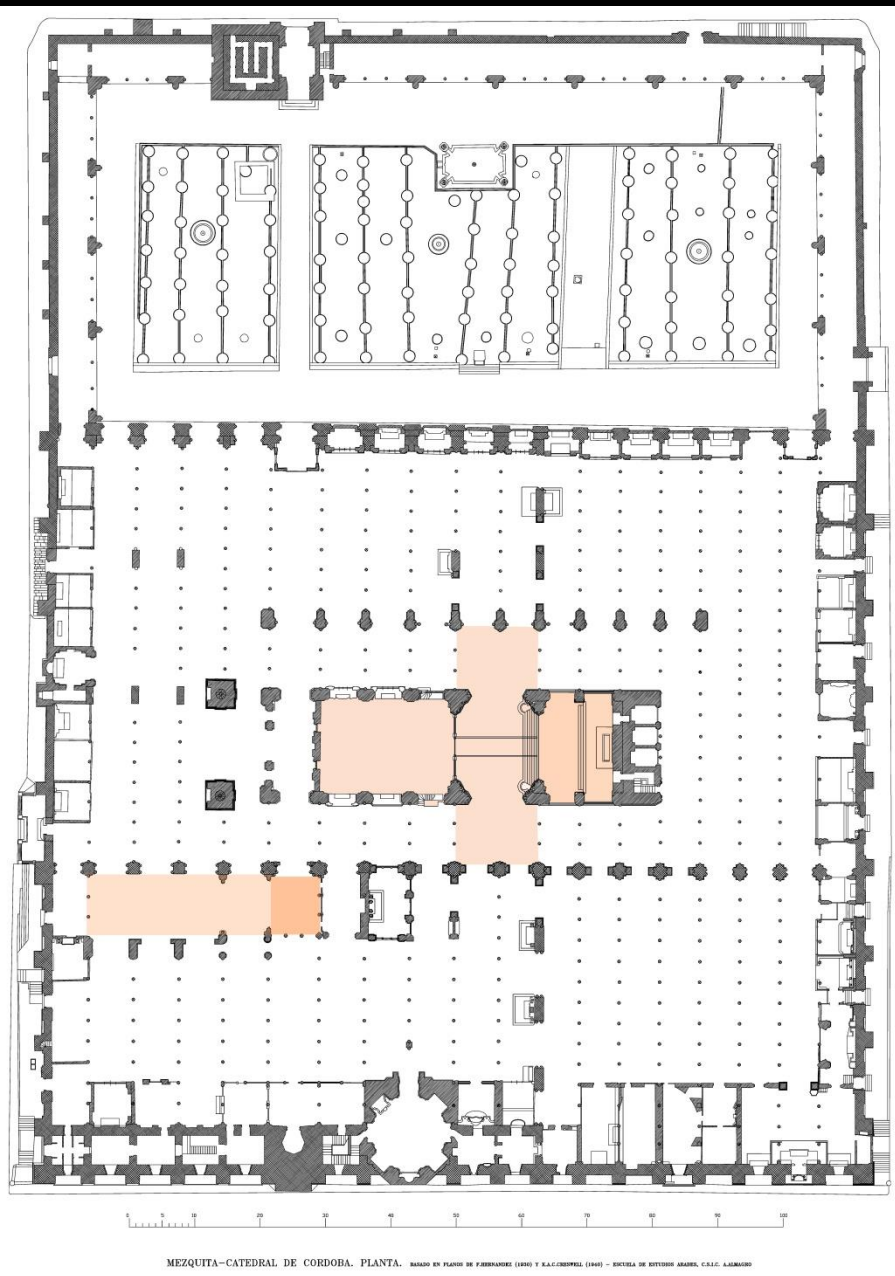 0 5 10 20 30 40 50 60 70 80 90 100
MEZQUITA-CATEDRAL DE CORDOBA. PLANTA. BASADO EN PLANOS DE F.HERNANDEZ (1930) Y K.A.C.CRESWELL (1940) - ESCUELA DE ESTUDIOS ARABES, C.S.I.C. A.ALMAGRO